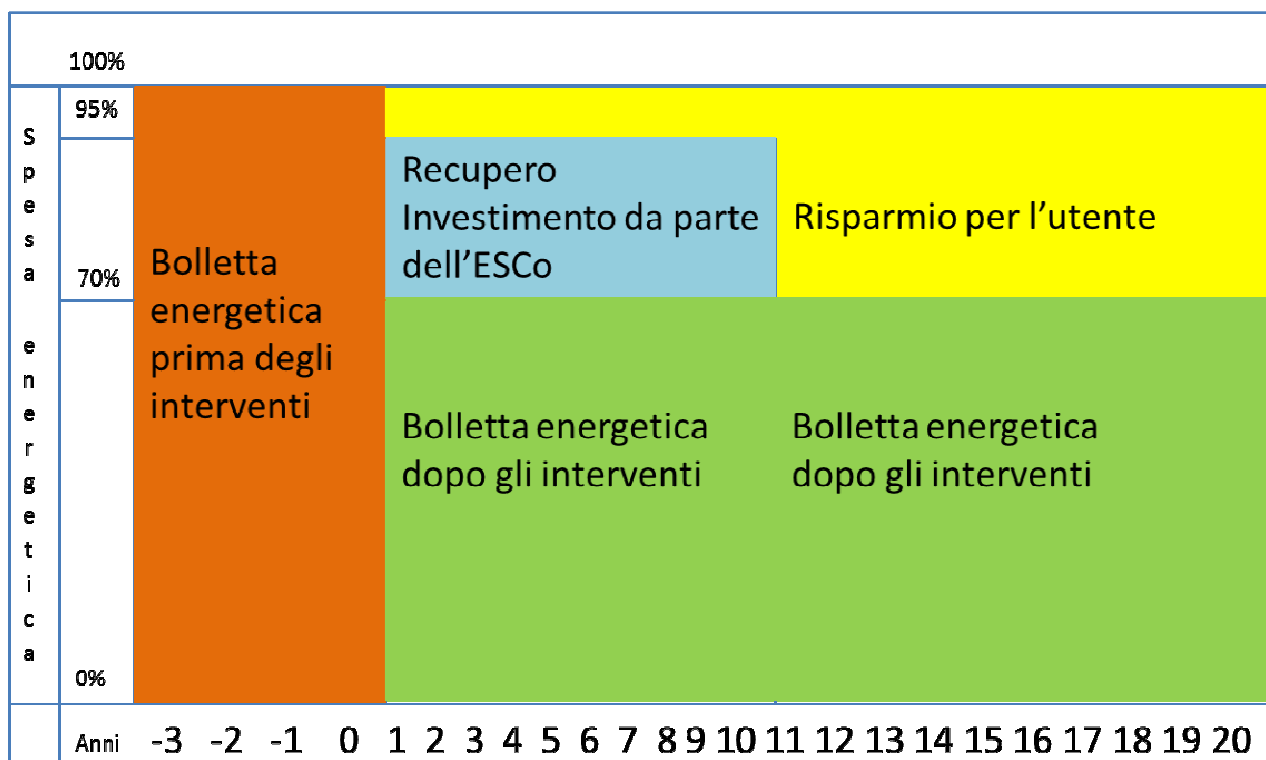 100%
95%
70%
0%
Spesa energetica
Bolletta
energetica
prima degli
interventi
Recupero
Investimento da parte
dell'ESCo
Risparmio per l'utente
Bolletta energetica
dopo gli interventi
Bolletta energetica
dopo gli interventi
Anni -3 -2 -1 0 1 2 3 4 5 6 7 8 9 10 11 12 13 14 15 16 17 18 19 20